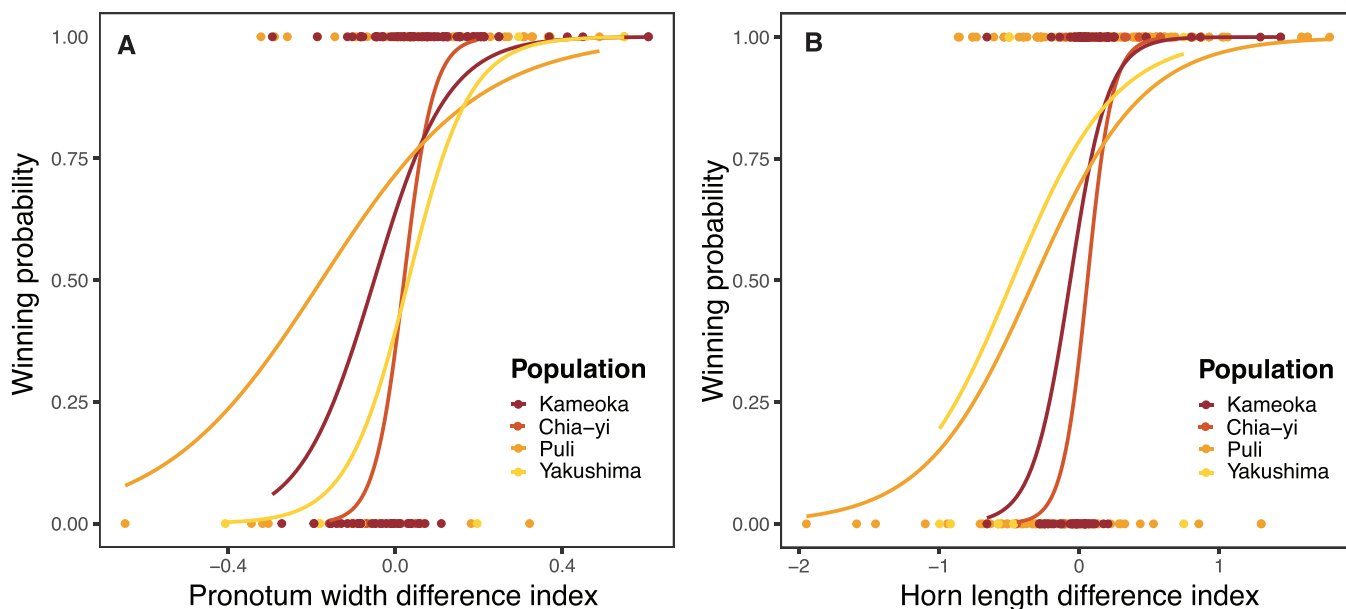 A
Winning probability
1.00
0.75
0.50
0.25
0.00
−0.4
0.0
0.4
Pronotum width difference index
Population
Kameoka
Chia−yi
Puli
Yakushima
B
Winning probability
1.00
0.75
0.50
0.25
0.00
−2
−1
0
1
Horn length difference index
Population
Kameoka
Chia−yi
Puli
Yakushima